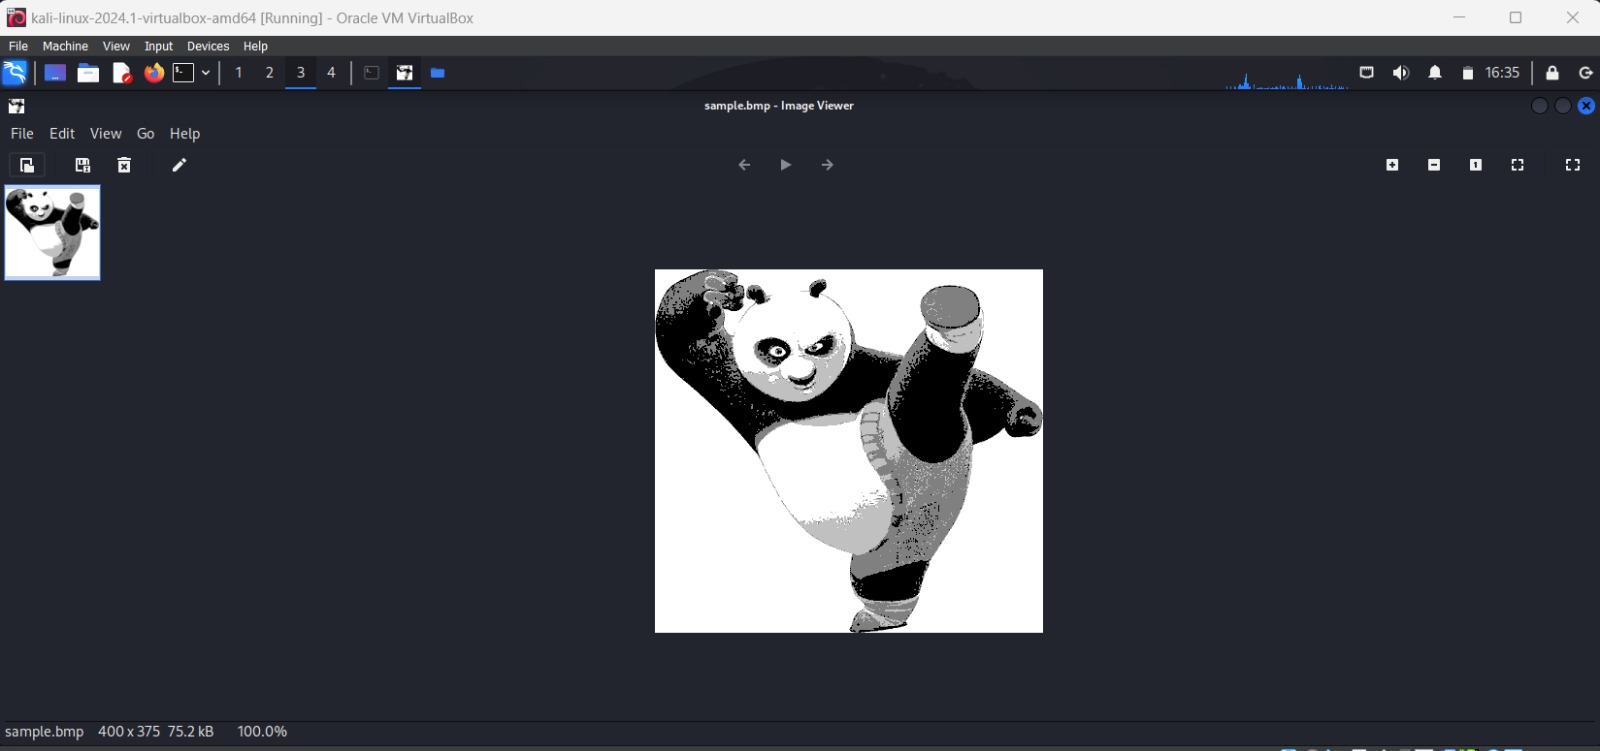 kali-linux-2024.1-virtualbox-amd64 [Running] - Oracle VM VirtualBox
File Machine View Input Devices Help
1 2 3 4 16:35
sample.bmp - Image Viewer
File Edit View Go Help
sample.bmp 400 x 375 75.2 kB 100.0%